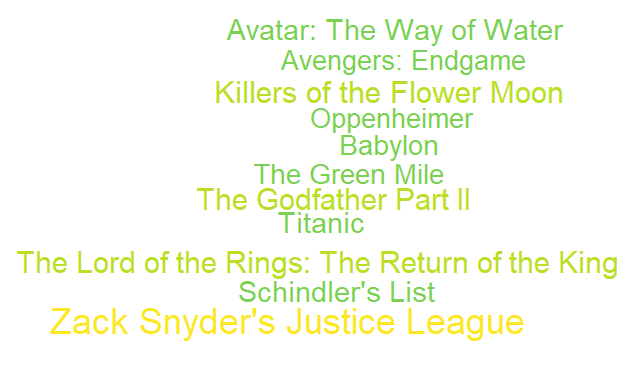 Avatar: The Way of Water
Avengers: Endgame
Killers of the Flower Moon
Oppenheimer
Babylon
The Green Mile
The Godfather Part II
Titanic
The Lord of the Rings: The Return of the King
Schindler's List
Zack Snyder's Justice League